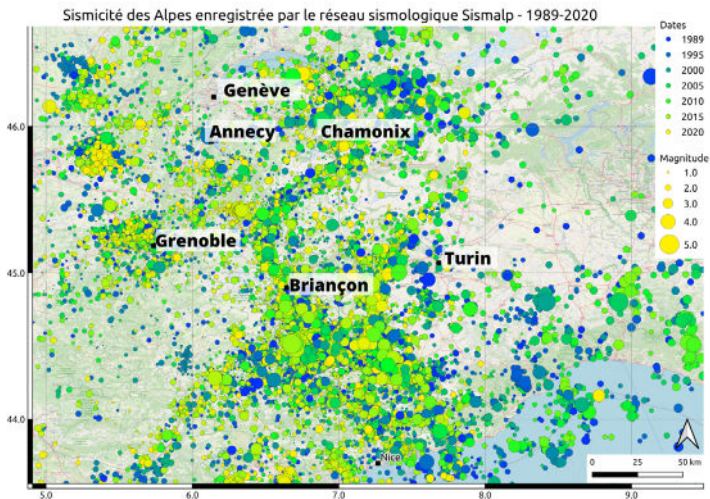 Sismicité des Alpes enregistrée par le réseau sismologique Sismalp - 1989-2020
Dates
1989
1995
2000
2005
2010
2015
2020
Magnitude
1.0
2.0
3.0
4.0
5.0
Genève
46.0
Annecy
Chamonix
Grenoble
Turin
45.0
Briançon
44.0
Nice
0 25 50 km
5.0 6.0 7.0 8.0 9.0